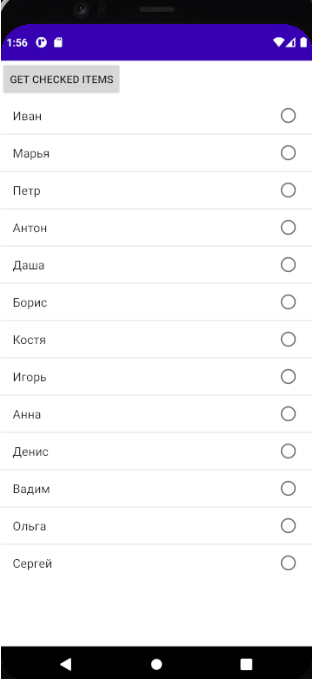 1:56
GET CHECKED ITEMS
Иван
Марья
Петр
Антон
Даша
Борис
Костя
Игорь
Анна
Денис
Вадим
Ольга
Сергей